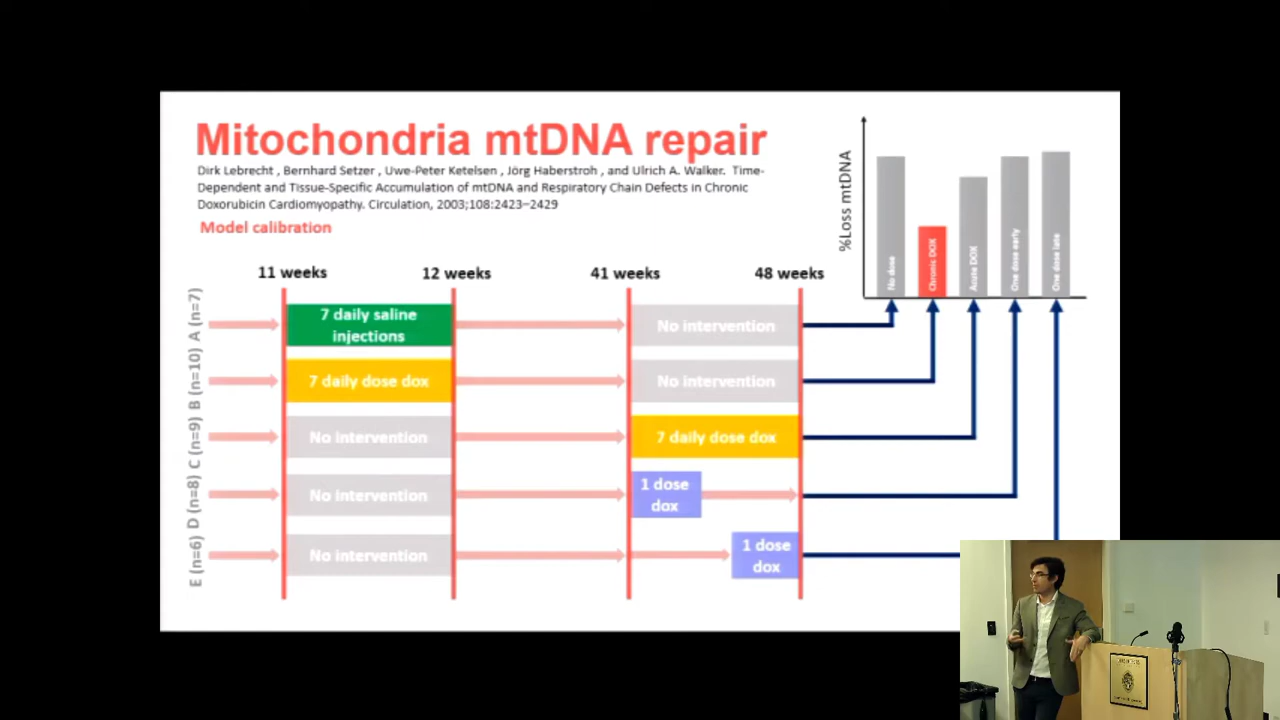 Mitochondria mtDNA repair
Dirk Lebrecht , Bernhard Setzer , Uwe-Peter Ketelsen , Jörg Haberstroh , and Ulrich A. Walker. Time-
Dependent and Tissue-Specific Accumulation of mtDNA and Respiratory Chain Defects in Chronic
Doxorubicin Cardiomyopathy. Circulation, 2003;108:2423–2429
Model calibration
11 weeks
12 weeks
41 weeks
48 weeks
A (n=7)
7 daily saline
injections
No intervention
B (n=10)
7 daily dose dox
No intervention
C (n=9)
No intervention
7 daily dose dox
D (n=8)
No intervention
1 dose
dox
E (n=6)
No intervention
1 dose
dox
%Loss mtDNA
No dose
Chronic DOX
Acute DOX
One dose early
One dose late